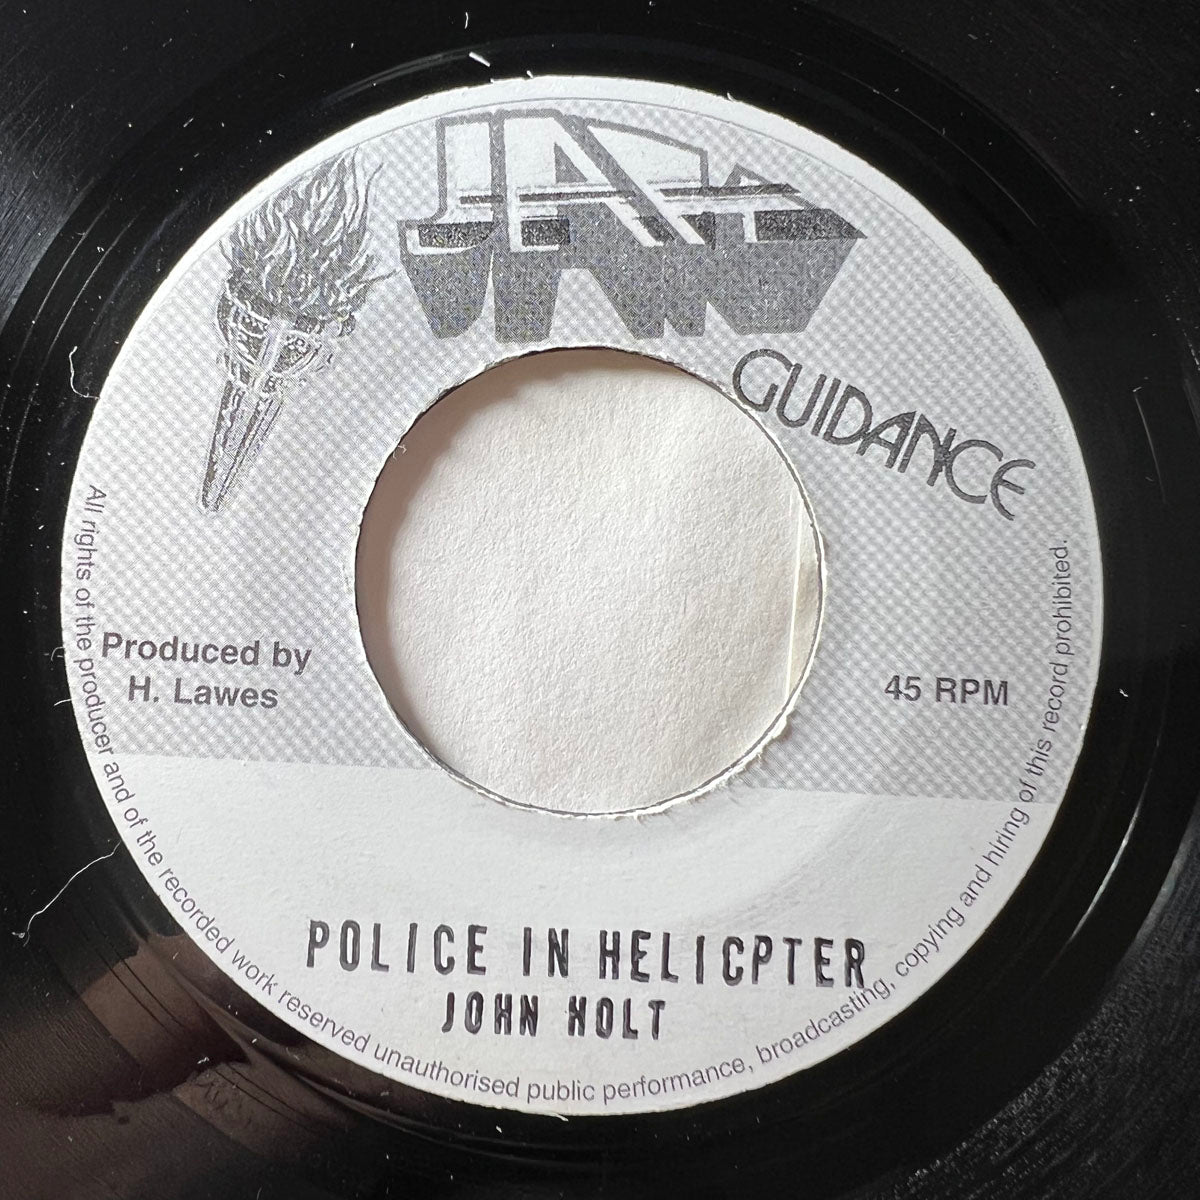 JAH
GUIDANCE
Produced by
H. Lawes
45 RPM
POLICE IN HELICPTER
JOHN HOLT
All rights of the producer and of the recorded work reserved unauthorised public performance, broadcasting, copying and hiring of this record prohibited.